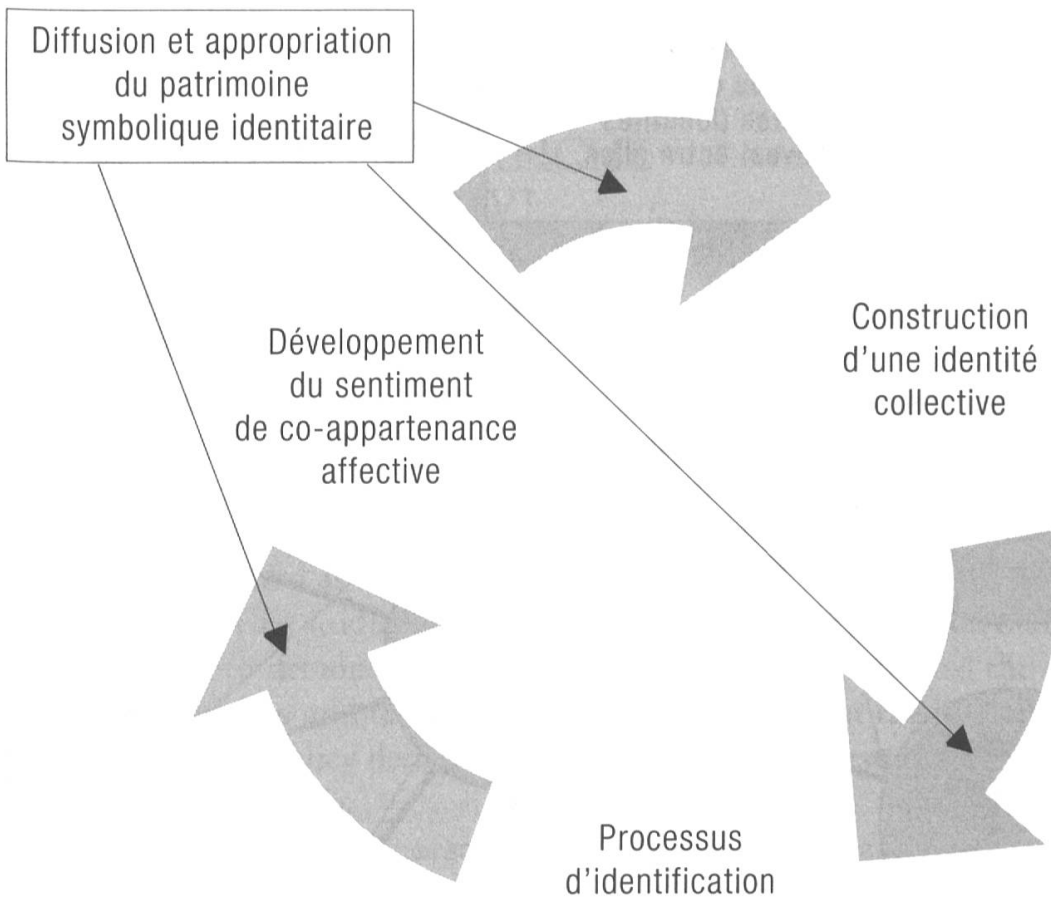 Diffusion et appropriation
du patrimoine
symbolique identitaire
Développement
du sentiment
de co-appartenance
affective
Construction
d'une identité
collective
Processus
d'identification